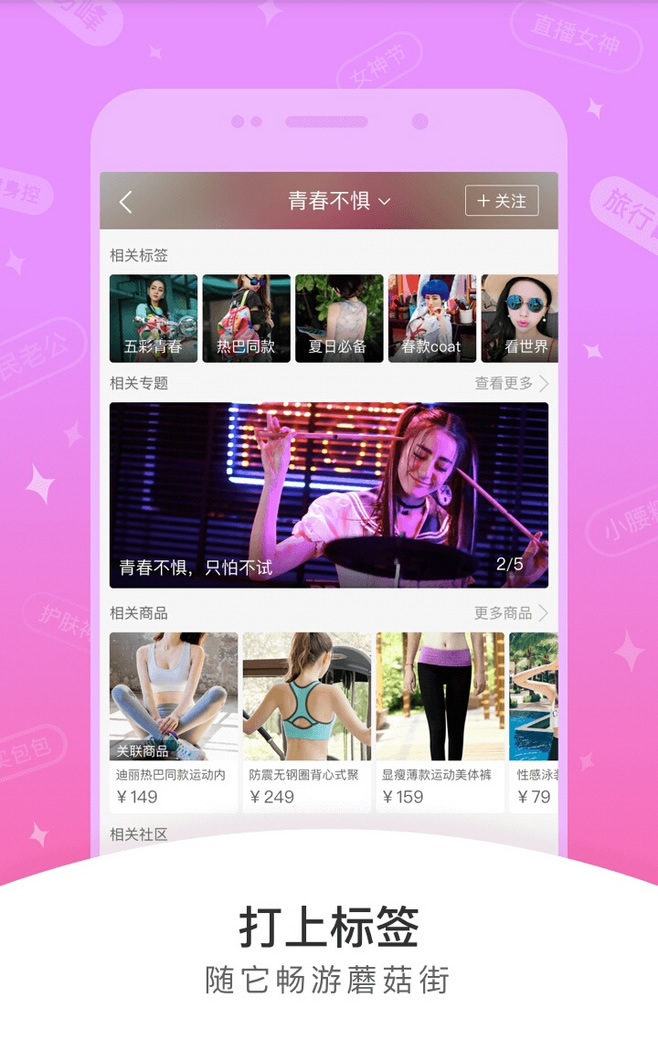 直播女神
女神节
青春不惧
+ 关注
相关标签
五彩青春
热巴同款
夏日必备
春款coat
看世界
相关专题
查看更多
青春不惧，只怕不试
2/5
相关商品
更多商品
关联商品
迪丽热巴同款运动内
¥149
防震无钢圈背心式聚
¥249
显瘦薄款运动美体裤
¥159
性感泳
¥79
相关社区
旅行
小腰
护肤
包包
民老公
身控
峰
打上标签
随它畅游蘑菇街